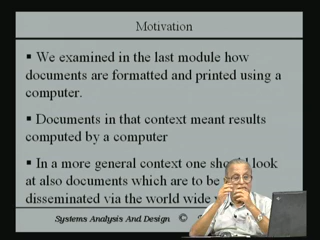 Motivation
▪ We examined in the last module how
documents are formatted and printed using a
computer.
▪ Documents in that context meant results
computed by a computer
▪ In a more general context one should look
at also documents which are to be
disseminated via the world wide
Systems Analysis And Design ©